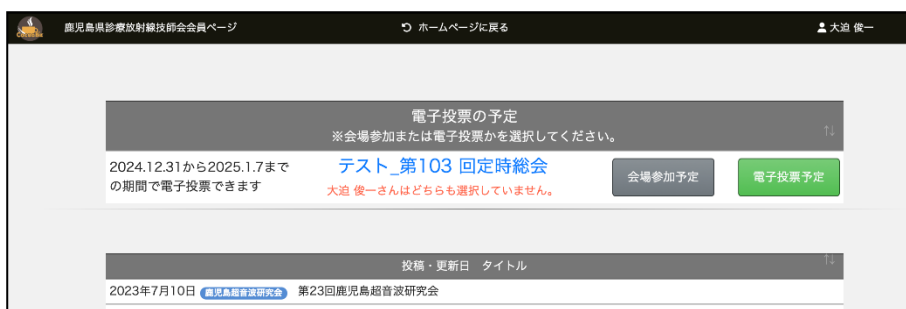 鹿児島県診療放射線技師会会員ページ ホームページに戻る 大迫 俊一
電子投票の予定
※会場参加または電子投票かを選択してください。
2024.12.31から2025.1.7まで
の期間で電子投票できます
テスト_第103 回定時総会
大迫 俊一さんはどちらも選択していません。
会場参加予定
電子投票予定
投稿・更新日 タイトル
2023年7月10日 鹿児島超音波研究会 第23回鹿児島超音波研究会